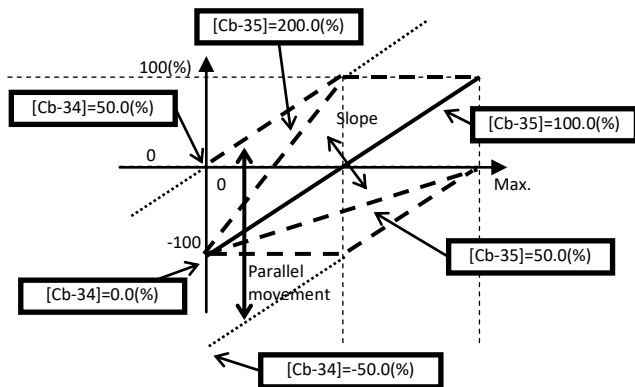 [Cb-35]=200.0(%)
100(%)
[Cb-34]=50.0(%)
Slope
[Cb-35]=100.0(%)
0
0
Max.
-100
[Cb-35]=50.0(%)
Parallel
movement
[Cb-34]=0.0(%)
[Cb-34]=-50.0(%)